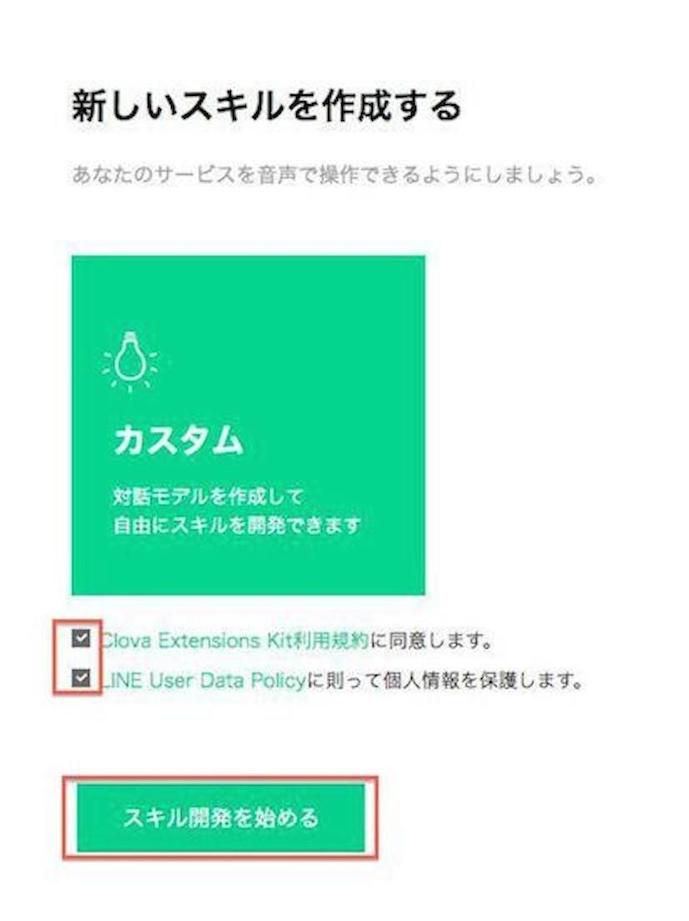 新しいスキルを作成する
あなたのサービスを音声で操作できるようにしましょう。
カスタム
対話モデルを作成して
自由にスキルを開発できます
Clova Extensions Kit利用規約に同意します。
LINE User Data Policyに則って個人情報を保護します。
スキル開発を始める